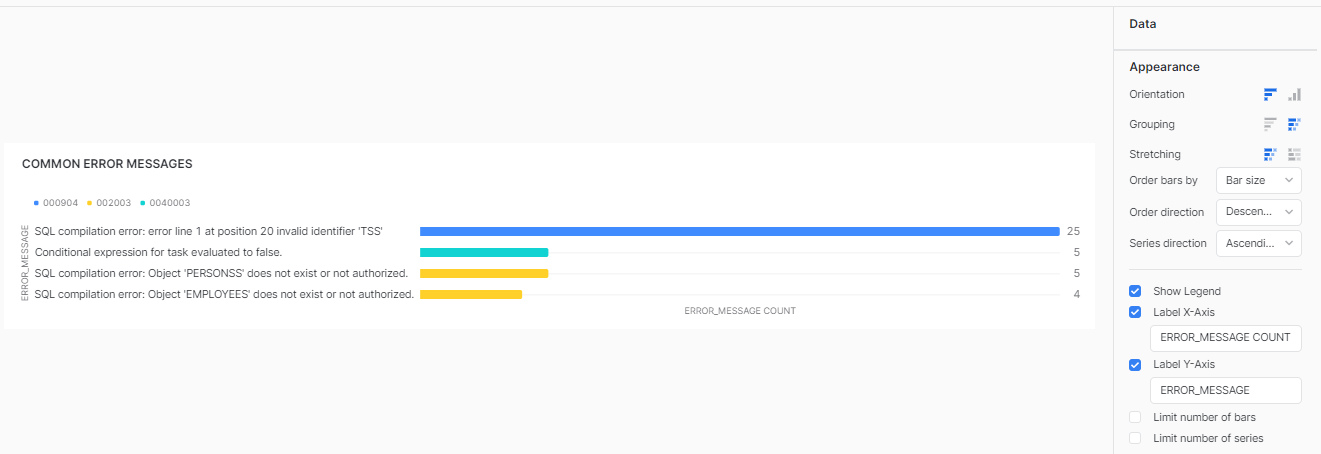 Data
Appearance
Orientation
Grouping
Stretching
Order bars by Bar size
Order direction Descen...
Series direction Ascendi...
Show Legend
Label X-Axis
ERROR_MESSAGE COUNT
Label Y-Axis
ERROR_MESSAGE
Limit number of bars
Limit number of series
COMMON ERROR MESSAGES
000904 002003 0040003
ERROR_MESSAGE
SQL compilation error: error line 1 at position 20 invalid identifier 'TSS' 25
Conditional expression for task evaluated to false. 5
SQL compilation error: Object 'PERSONSS' does not exist or not authorized. 5
SQL compilation error: Object 'EMPLOYEES' does not exist or not authorized. 4
ERROR_MESSAGE COUNT